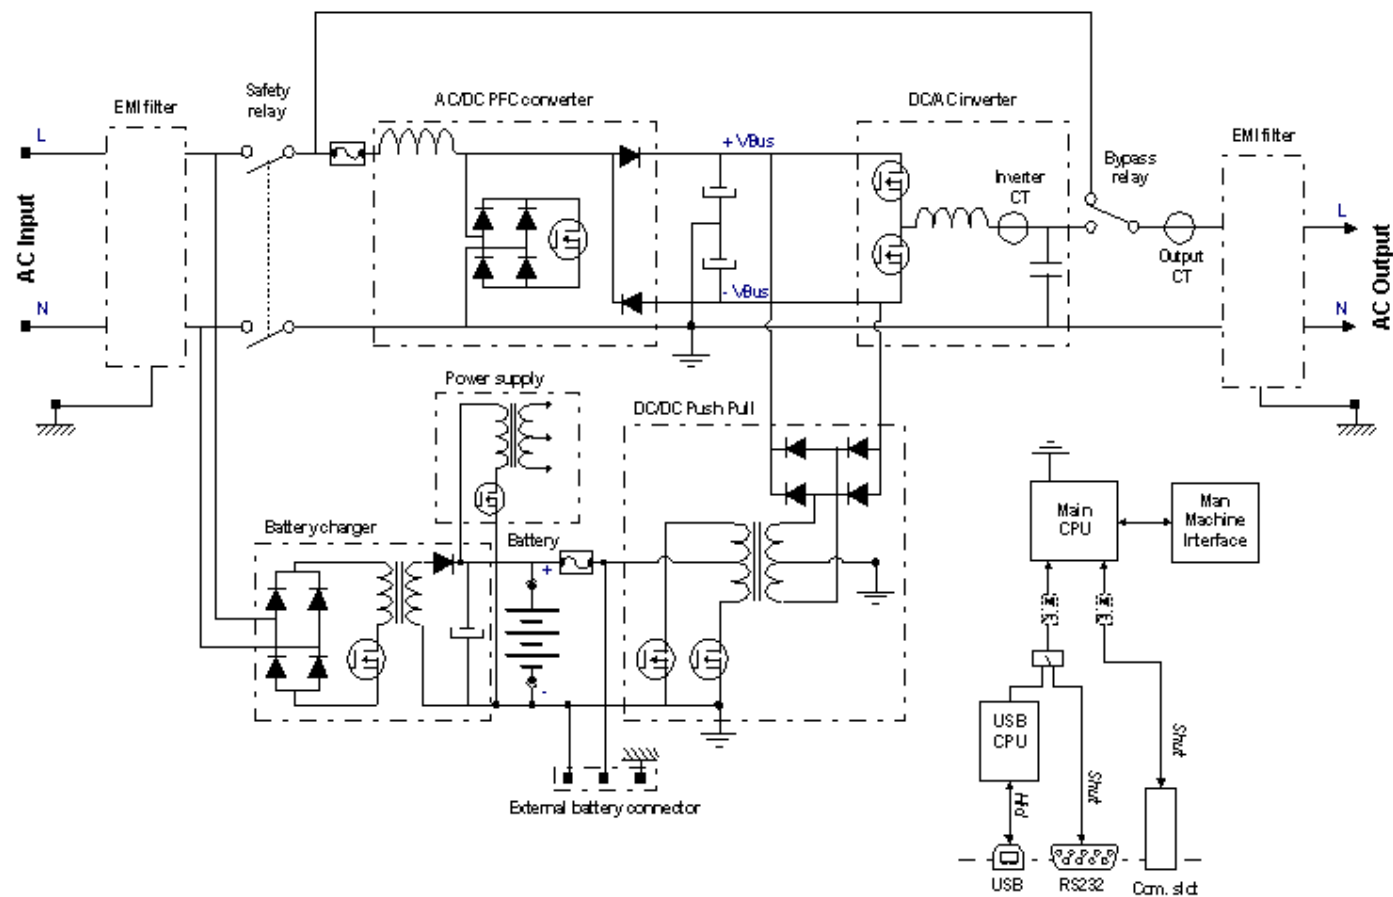 Safety
relay
EMI filter
AC/DC PFC converter
DC/AC inverter
EMI filter
L
+ VBus
Bypass
relay
Inverter
CT
L
AC Input
Output
CT
AC Output
N
- VBus
N
Power supply
DC/DC Push Pull
Battery charger
Battery
+
-
Main
CPU
Man
Machine
Interface
USB
CPU
Shut
Shut
Hid
External battery connector
USB
RS232
Com. slot